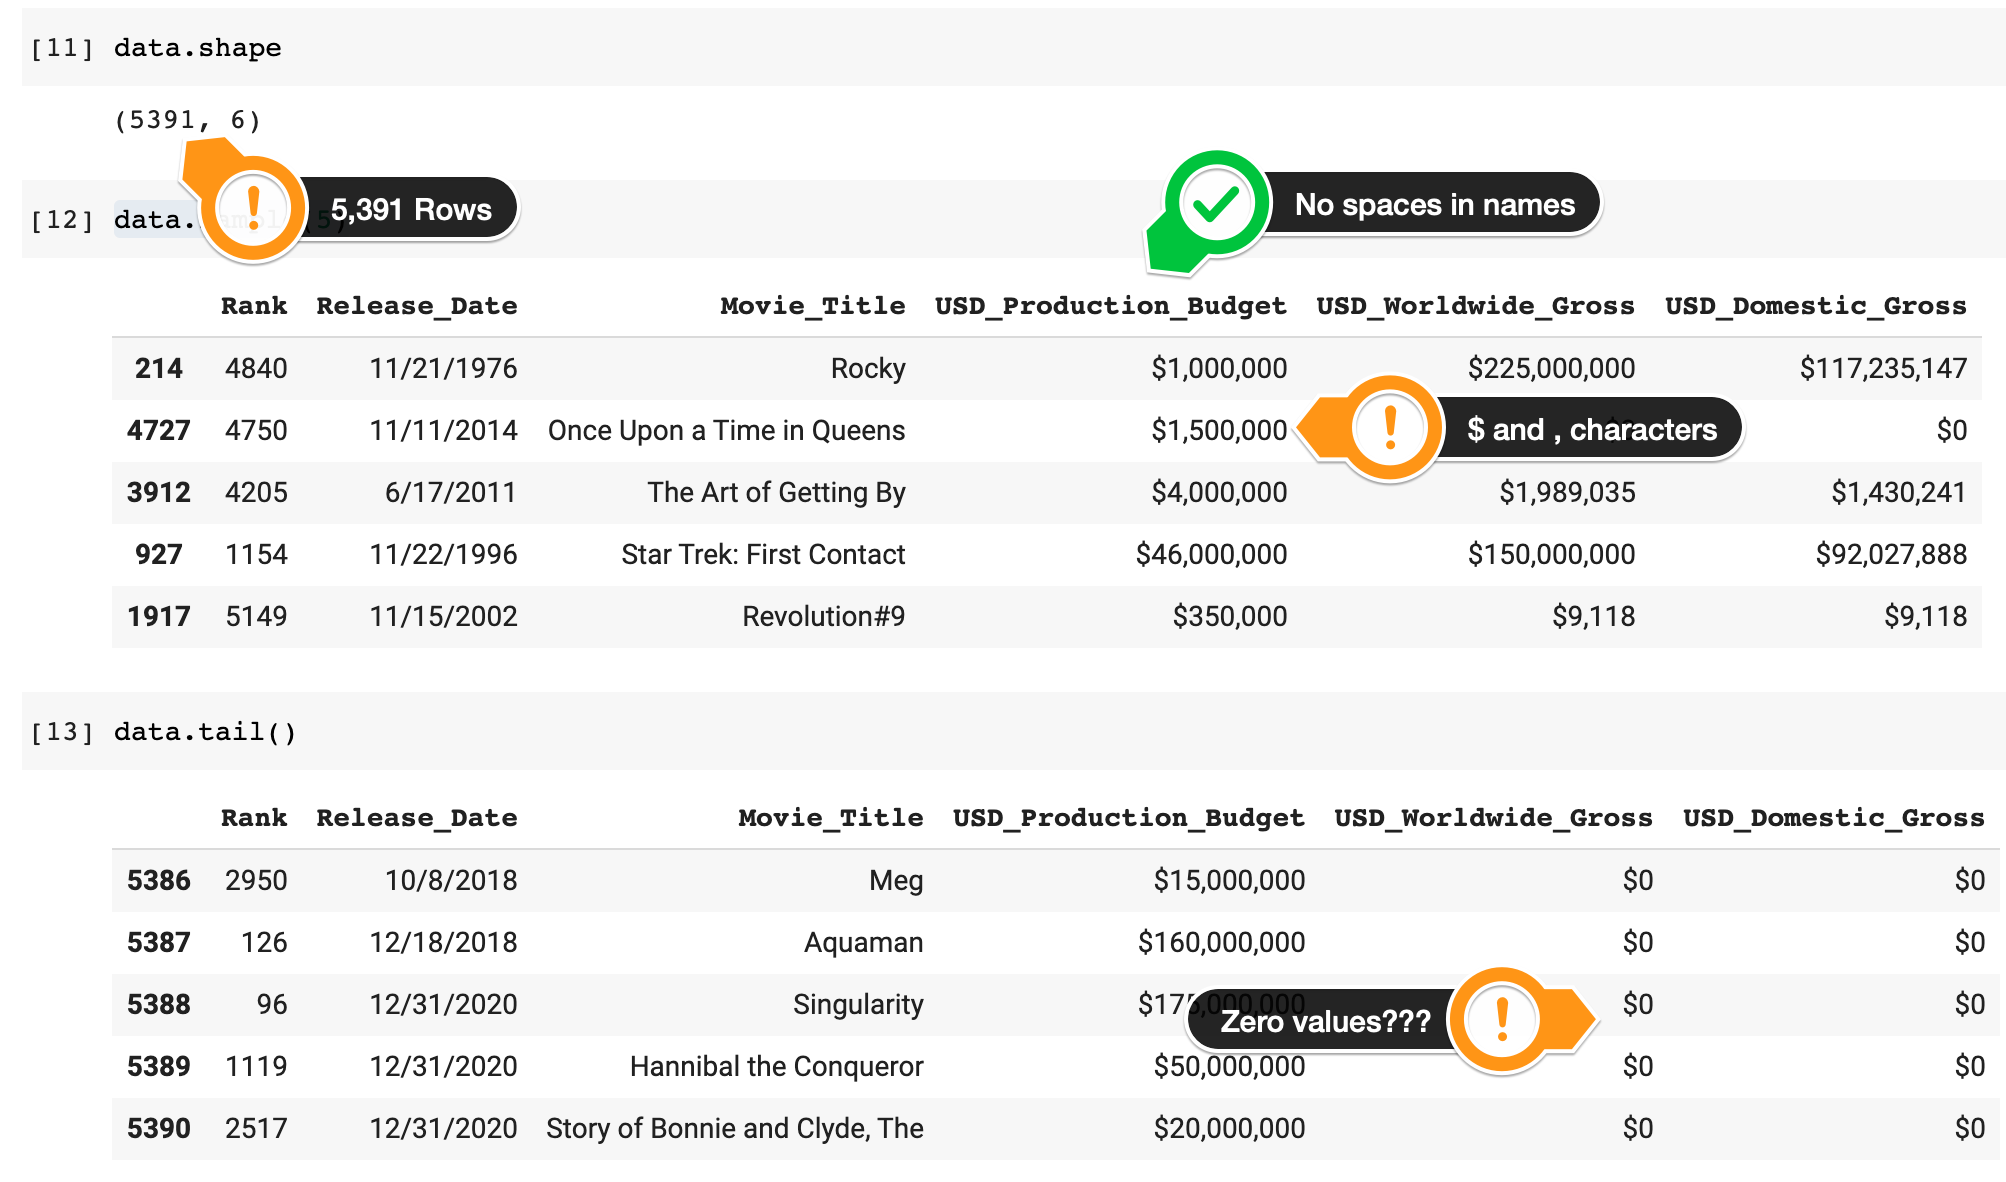 [11] data.shape
(5391, 6)
5,391 Rows
No spaces in names
[12] data.sample(5)
Rank Release_Date Movie_Title USD_Production_Budget USD_Worldwide_Gross USD_Domestic_Gross
214 4840 11/21/1976 Rocky $1,000,000 $225,000,000 $117,235,147
4727 4750 11/11/2014 Once Upon a Time in Queens $1,500,000 $0
$ and , characters
3912 4205 6/17/2011 The Art of Getting By $4,000,000 $1,989,035 $1,430,241
927 1154 11/22/1996 Star Trek: First Contact $46,000,000 $150,000,000 $92,027,888
1917 5149 11/15/2002 Revolution#9 $350,000 $9,118 $9,118
[13] data.tail()
Rank Release_Date Movie_Title USD_Production_Budget USD_Worldwide_Gross USD_Domestic_Gross
5386 2950 10/8/2018 Meg $15,000,000 $0 $0
5387 126 12/18/2018 Aquaman $160,000,000 $0 $0
5388 96 12/31/2020 Singularity $175,000,000 $0 $0
Zero values???
5389 1119 12/31/2020 Hannibal the Conqueror $50,000,000 $0 $0
5390 2517 12/31/2020 Story of Bonnie and Clyde, The $20,000,000 $0 $0